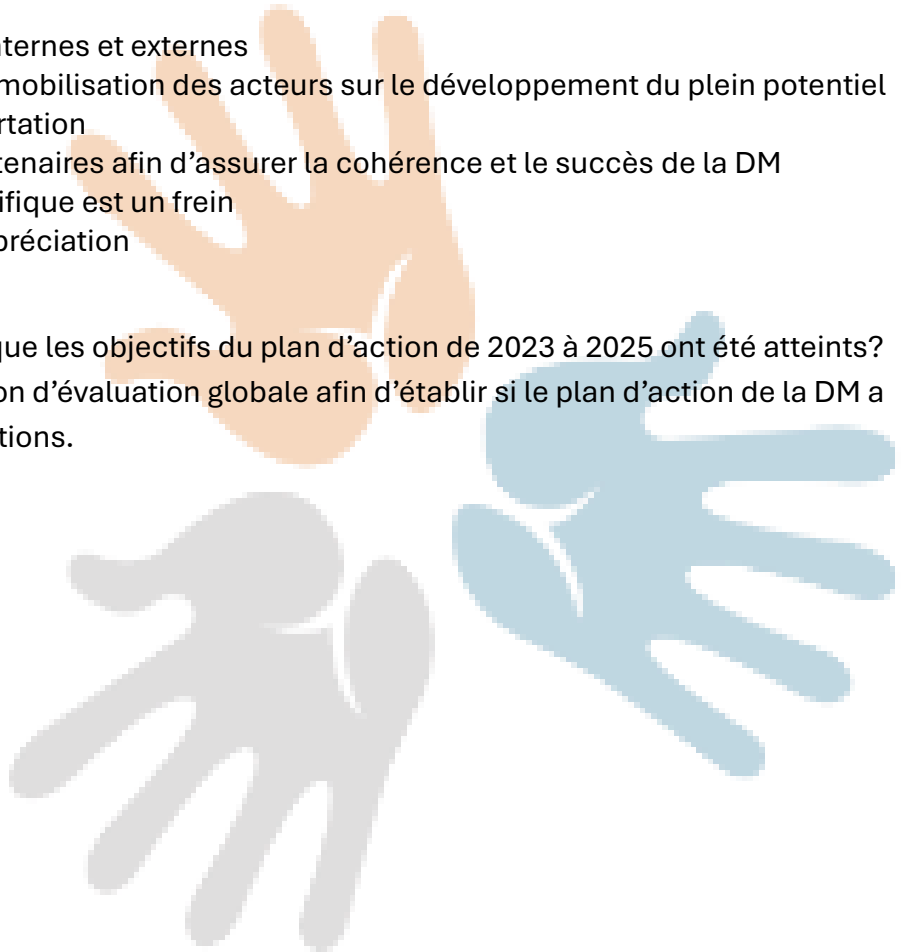 nternes et externes
mobilisation des acteurs sur le développement du plein potentiel
rtation
tenaires afin d'assurer la cohérence et le succès de la DM
ifique est un frein
préciation
que les objectifs du plan d'action de 2023 à 2025 ont été atteints?
on d'évaluation globale afin d'établir si le plan d'action de la DM a
tions.